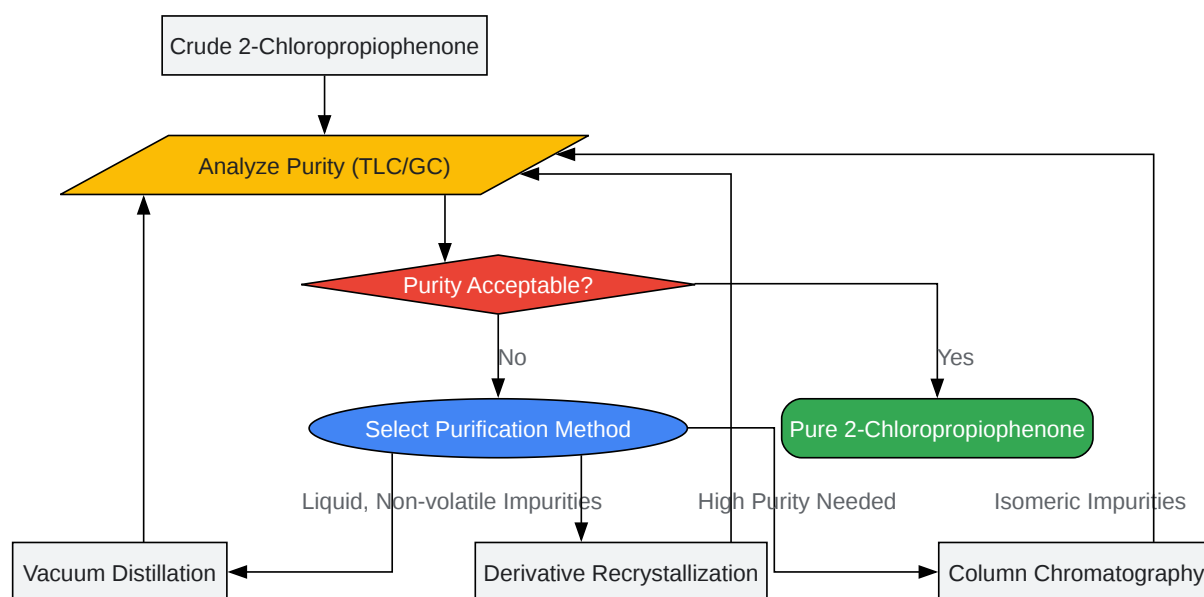 Crude 2-Chloropropiophenone
Analyze Purity (TLC/GC)
Purity Acceptable?
No
Yes
Select Purification Method
Pure 2-Chloropropiophenone
Liquid, Non-volatile Impurities
High Purity Needed
Isomeric Impurities
Vacuum Distillation
Derivative Recrystallization
Column Chromatography